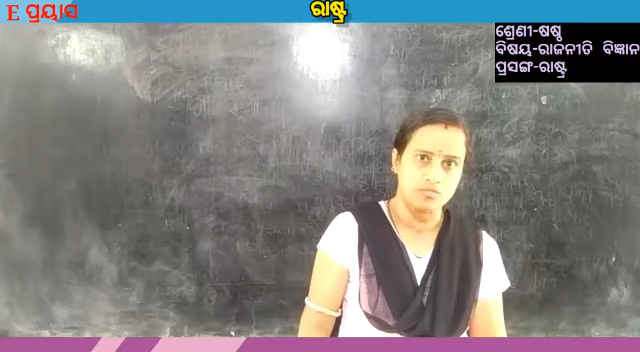 E ପ୍ରୟାସ
ରାଷ୍ଟ୍ର
ଶ୍ରେଣୀ-ଷଷ୍ଠ
ବିଷୟ-ରାଜନୀତି ବିଜ୍ଞାନ
ପ୍ରସଙ୍ଗ-ରାଷ୍ଟ୍ର